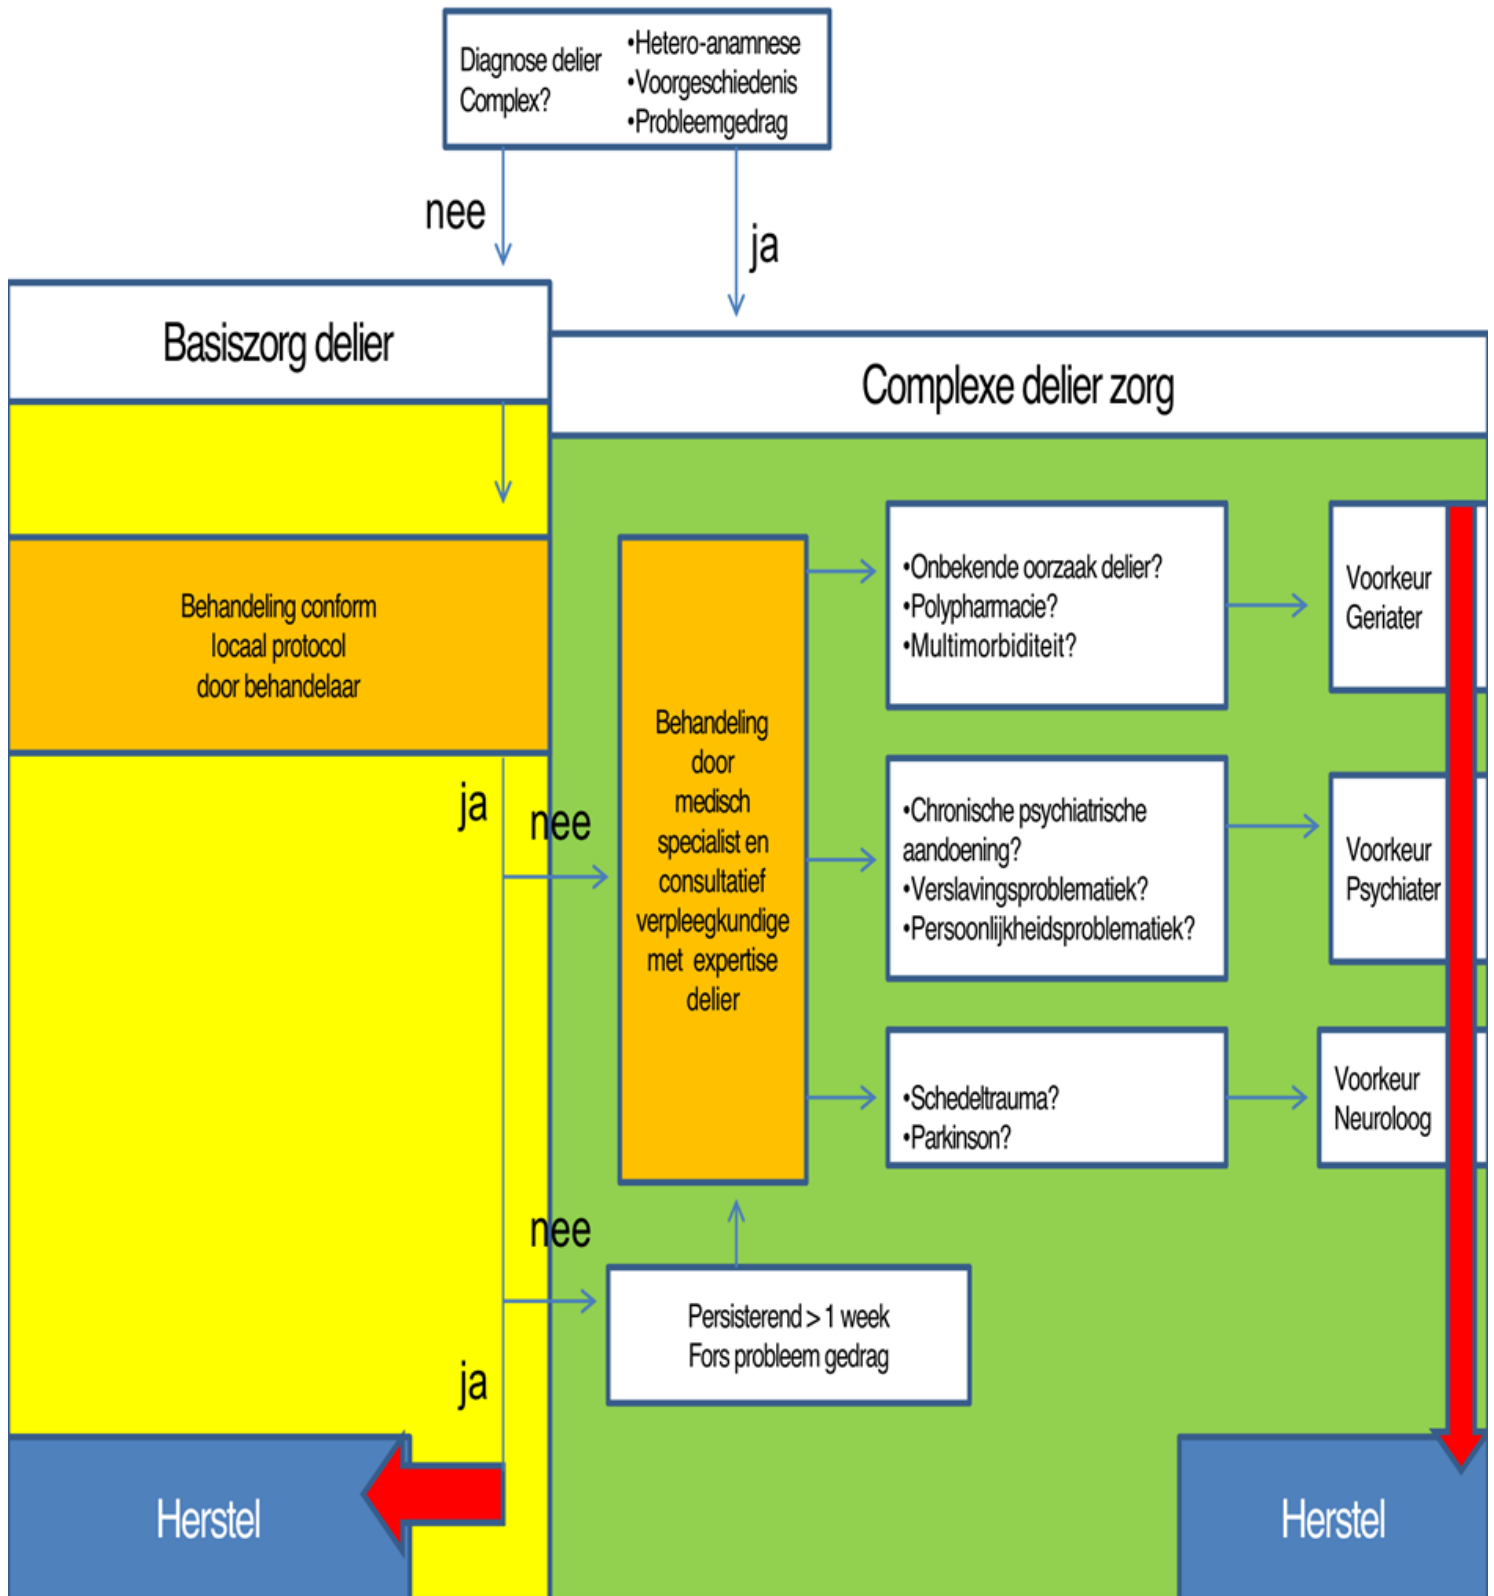 Diagnose delier
Complex?
•Hetero-anamnese
•Voorgeschiedenis
•Probleemgedrag
nee
ja
Basiszorg delier
Complexe delier zorg
Behandeling conform
locaal protocol
door behandelaar
ja
nee
Behandeling
door
medisch
specialist en
consultatief
verpleegkundige
met expertise
delier
•Onbekende oorzaak delier?
•Polypharmacie?
•Multimorbiditeit?
Voorkeur
Geriater
•Chronische psychiatrische
aandoening?
•Verslavingsproblematiek?
•Persoonlijkheidsproblematiek?
Voorkeur
Psychiater
•Schedeltrauma?
•Parkinson?
Voorkeur
Neuroloog
nee
Persisterend > 1 week
Fors probleem gedrag
ja
Herstel
Herstel